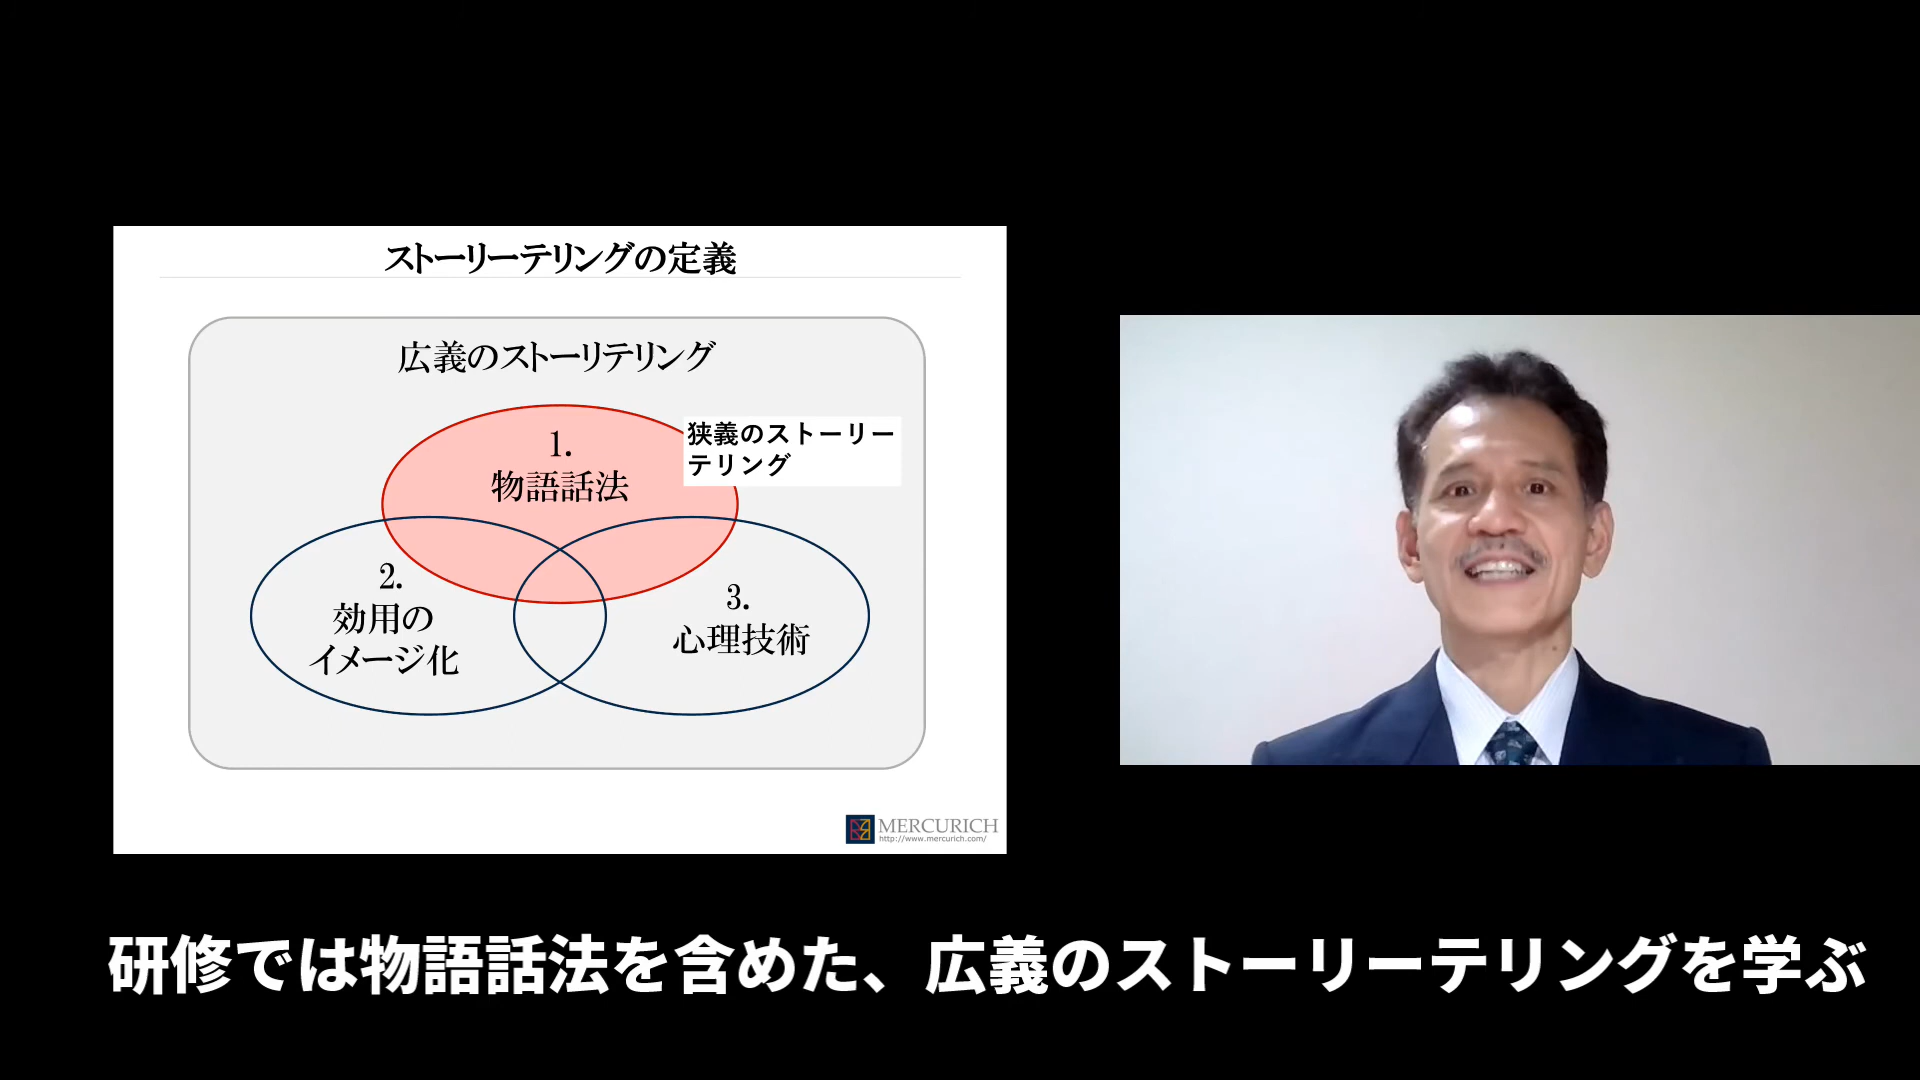 ストーリーテリングの定義
広義のストーリテリング
1.
物語話法
狭義のストーリー
テリング
2.
効用の
イメージ化
3.
心理技術
MERCURICH
http://www.mercurich.com/
研修では物語話法を含めた、広義のストーリーテリングを学ぶ